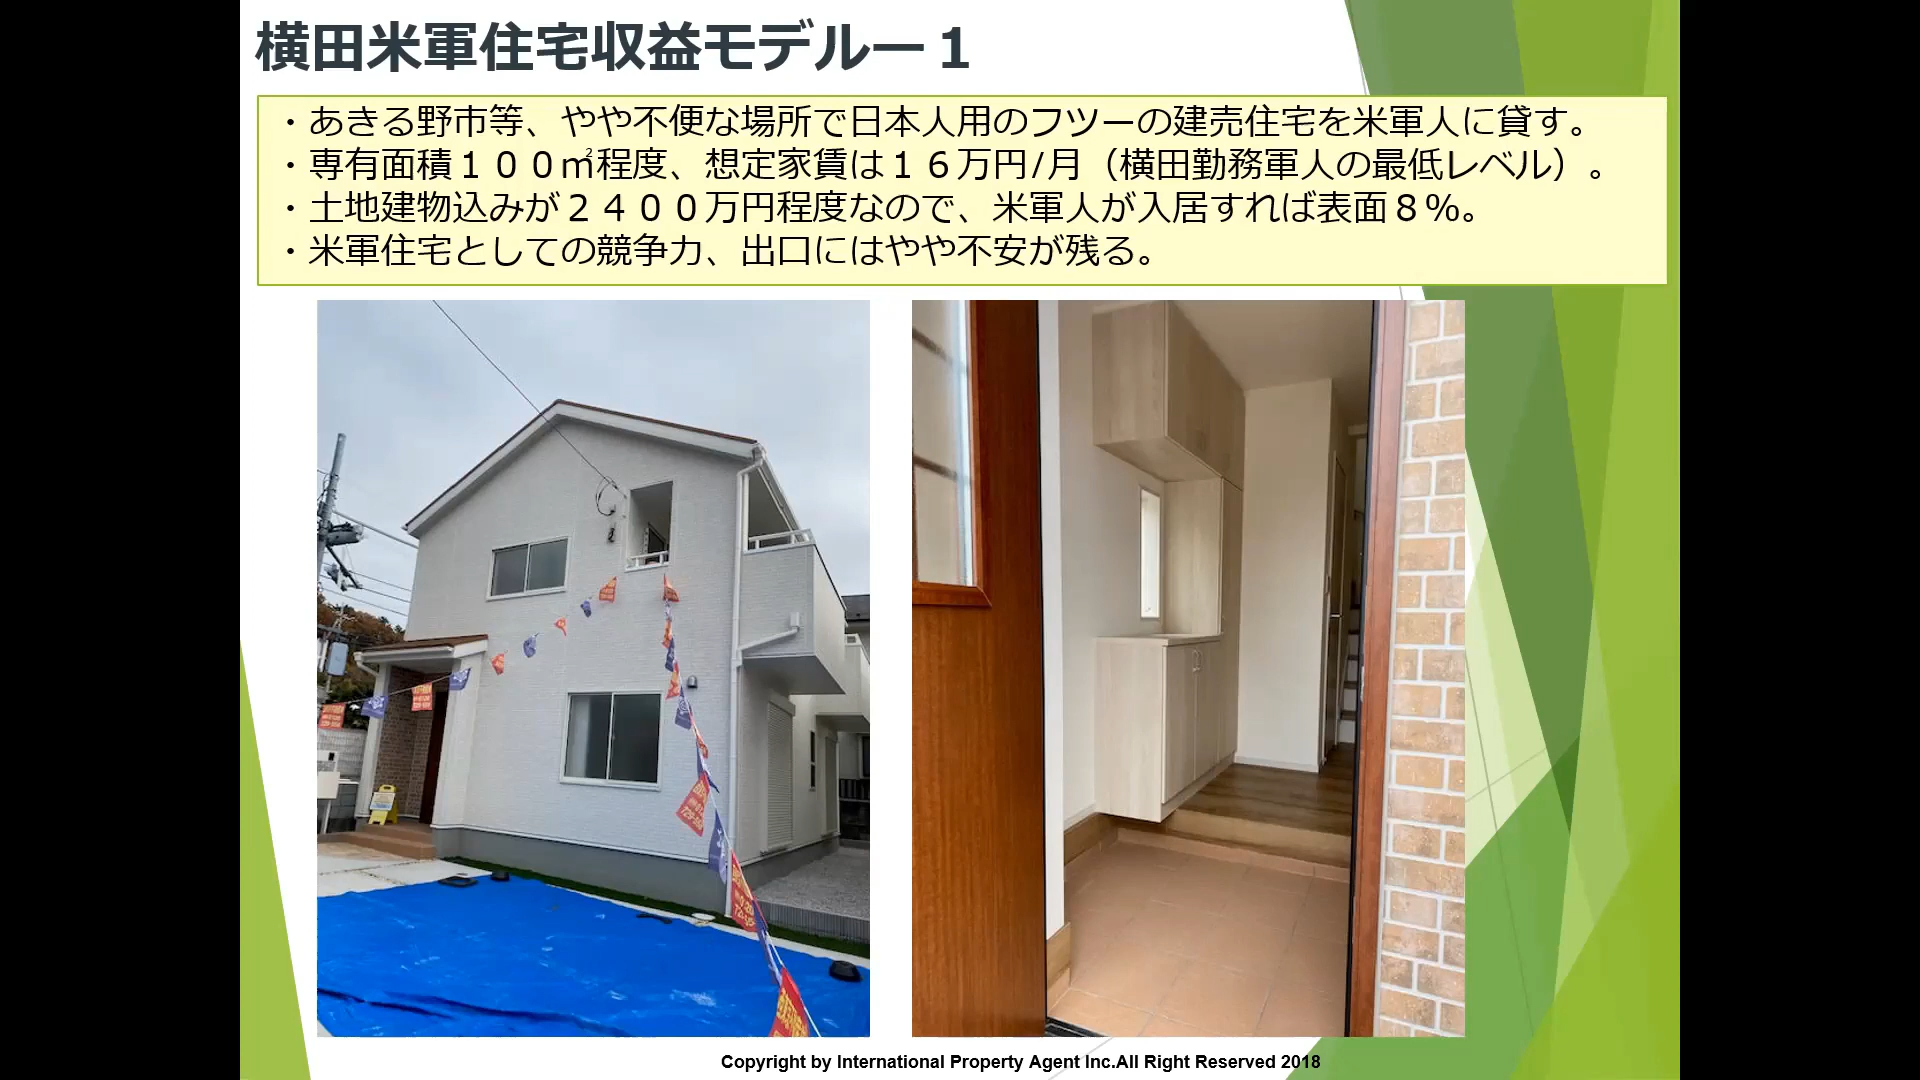 横田米軍住宅収益モデルー１
・あきる野市等、やや不便な場所で日本人用のフツーの建売住宅を米軍人に貸す。
・専有面積１００㎡程度、想定家賃は１６万円/月（横田勤務軍人の最低レベル）。
・土地建物込みが２４００万円程度なので、米軍人が入居すれば表面８％。
・米軍住宅としての競争力、出口にはやや不安が残る。
Copyright by International Property Agent Inc.All Right Reserved 2018